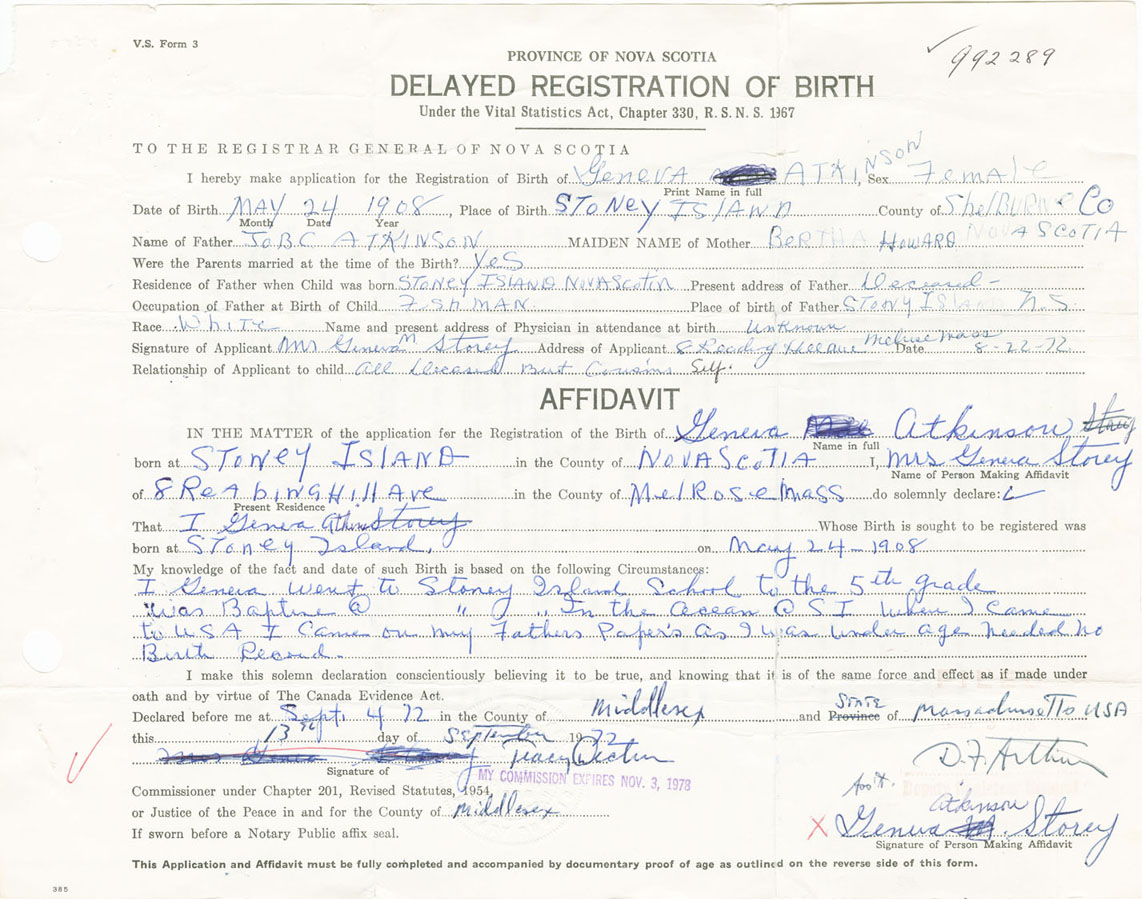 V.S. Form 3
992289
PROVINCE OF NOVA SCOTIA
DELAYED REGISTRATION OF BIRTH
Under the Vital Statistics Act, Chapter 330, R. S. N. S. 1967
TO THE REGISTRAR GENERAL OF NOVA SCOTIA
I hereby make application for the Registration of Birth of GENEVA ATKINSON, Sex FEMALE
Print Name in full
Date of Birth MAY 24 1908, Place of Birth STONEY ISLAND County of ShelBURNE Co
Month Date Year
Name of Father JOBC ATKINSON MAIDEN NAME of Mother BERTHA HOWARD NOVA SCOTIA
Were the Parents married at the time of the Birth? Yes
Residence of Father when Child was born STONEY ISLAND NOVASCOTIA Present address of Father Deceased -
Occupation of Father at Birth of Child FishMAN Place of birth of Father STONY ISLAND N.S.
Race White Name and present address of Physician in attendance at birth Unknown
Signature of Applicant Mrs Geneva M Storey Address of Applicant 8 Reading Mass Date 8-22-72
Relationship of Applicant to child All Deceased But Cousins Self.
AFFIDAVIT
IN THE MATTER of the application for the Registration of the Birth of Geneva Atkinson
Name in full
born at STONEY ISLAND in the County of NOVASCOTIA I, Mrs Geneva Storey
Name of Person Making Affidavit
of 8 ReADINGHill Ave in the County of MelRose Mass do solemnly declare:
Present Residence
That I Geneva Storey Whose Birth is sought to be registered was
born at Stoney Island, on May 24-1908
My knowledge of the fact and date of such Birth is based on the following Circumstances:
I Geneva went to Stoney Island School to the 5th grade
was Baptine @ " " In the Ocean @ S I When I Came
to USA I Came on my Fathers Paper's as I was under age needed no
Birth Record.
I make this solemn declaration conscientiously believing it to be true, and knowing that it is of the same force and effect as if made under
oath and by virtue of The Canada Evidence Act.
Declared before me at Sept. 4 72 in the County of Middlesex and Province STATE of Massachusetts USA
this 13th day of September 1972
Signature of
MY COMMISSION EXPIRES NOV. 3, 1978
D.F. Arthur
Commissioner under Chapter 201, Revised Statutes, 1954
or Justice of the Peace in and for the County of Middlesex
Atkinson
X Geneva M. Storey
Signature of Person Making Affidavit
If sworn before a Notary Public affix seal.
This Application and Affidavit must be fully completed and accompanied by documentary proof of age as outlined on the reverse side of this form.
385